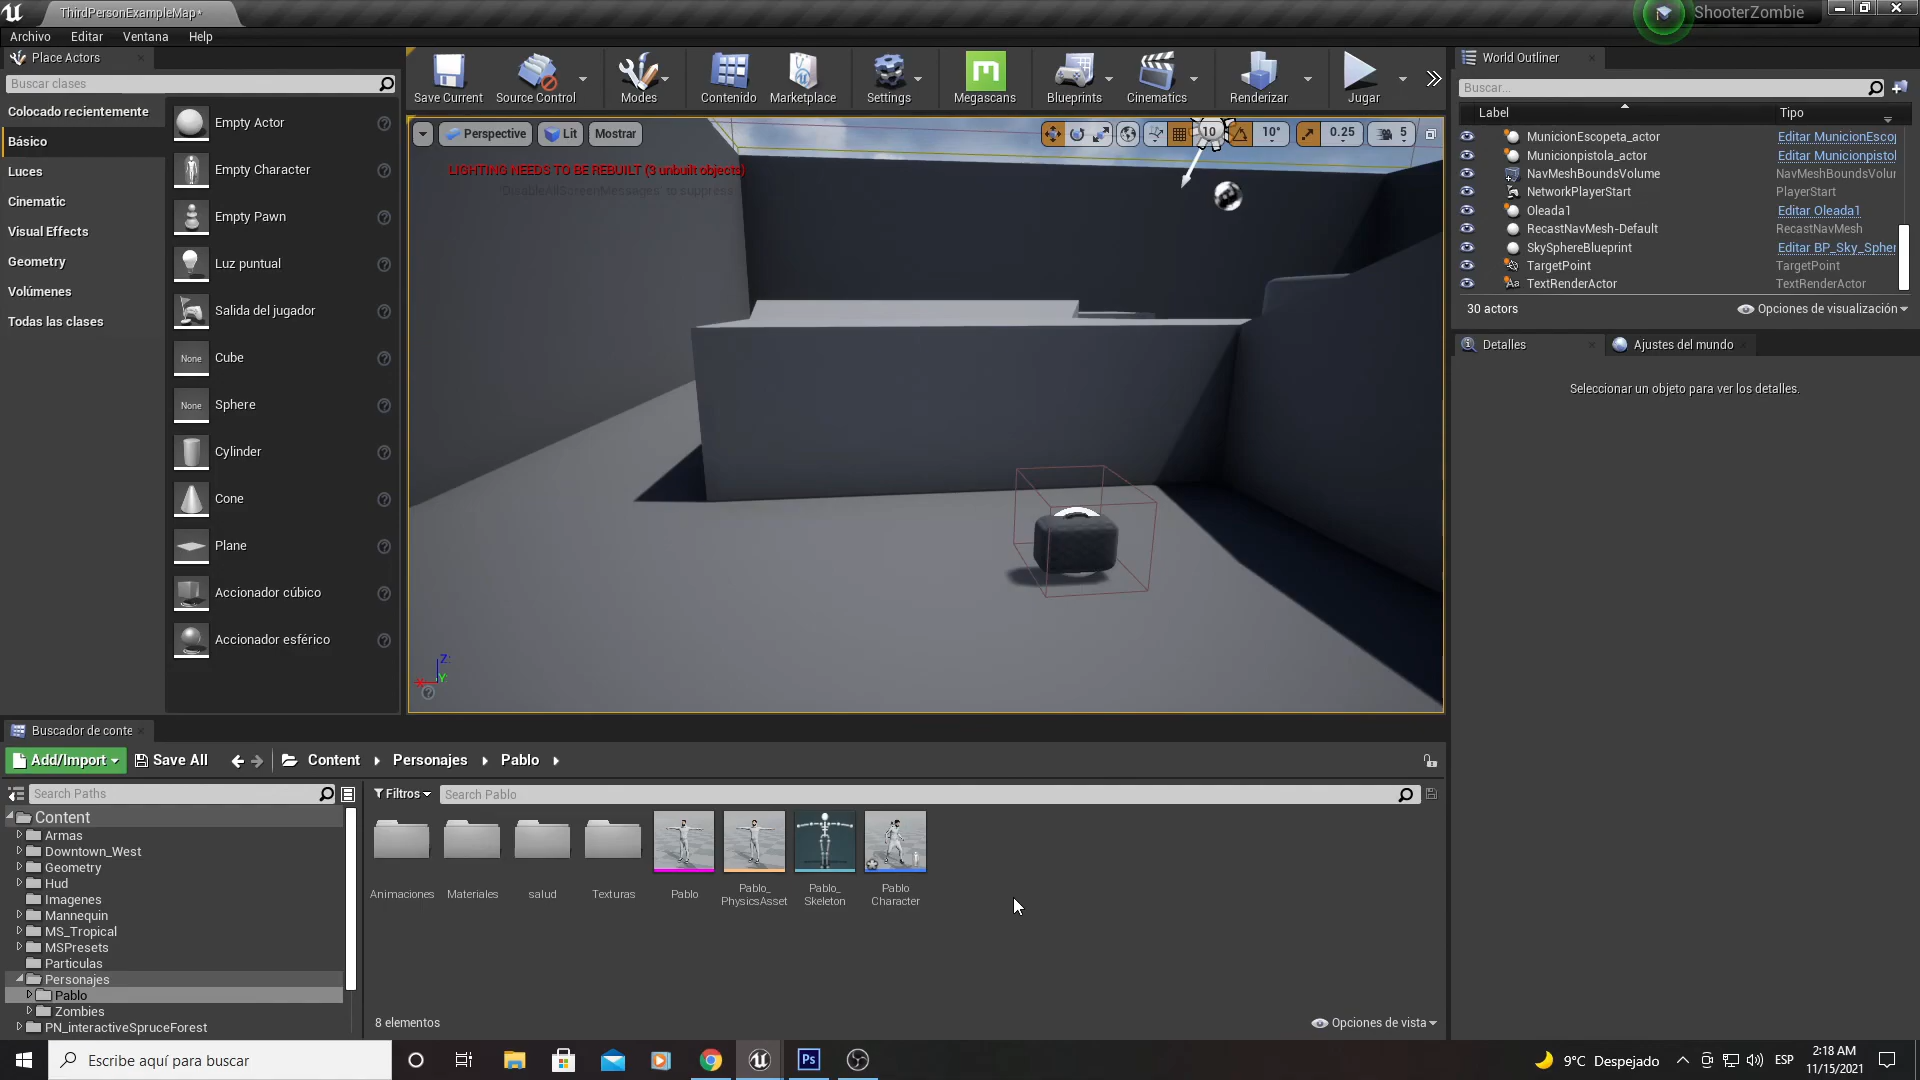 ThirdPersonExampleMap*
ShooterZombie
Archivo Editar Ventana Help
Place Actors
Buscar clases
Colocado recientemente
Básico
Luces
Cinematic
Visual Effects
Geometry
Volúmenes
Todas las clases
Empty Actor
Empty Character
Empty Pawn
Luz puntual
Salida del jugador
None Cube
None Sphere
Cylinder
Cone
Plane
Accionador cúbico
Accionador esférico
Save Current Source Control Modes Contenido Marketplace Settings Megascans Blueprints Cinematics Renderizar Jugar
Perspective Lit Mostrar 10 10° 0.25 5
LIGHTING NEEDS TO BE REBUILT (3 unbuilt objects)
'DisableAllScreenMessages' to suppress
Z
X
Y
World Outliner
Buscar...
Label Tipo
MunicionEscopeta_actor Editar MunicionEscop
Municionpistola_actor Editar Municionpistol
NavMeshBoundsVolume NavMeshBoundsVolur
NetworkPlayerStart PlayerStart
Oleada1 Editar Oleada1
RecastNavMesh-Default RecastNavMesh
SkySphereBlueprint Editar BP_Sky_Spher
TargetPoint TargetPoint
TextRenderActor TextRenderActor
30 actors Opciones de visualización
Detalles Ajustes del mundo
Seleccionar un objeto para ver los detalles.
Buscador de conte
Add/Import Save All Content Personajes Pablo
Search Paths
Filtros Search Pablo
Content
Armas
Downtown_West
Geometry
Hud
Imagenes
Mannequin
MS_Tropical
MSPresets
Particulas
Personajes
Pablo
Zombies
PN_interactiveSpruceForest
Animaciones
Materiales
salud
Texturas
Pablo
Pablo_
PhysicsAsset
Pablo_
Skeleton
Pablo
Character
8 elementos Opciones de vista
Escribe aquí para buscar
Ps
9°C Despejado
ESP
2:18 AM
11/15/2021